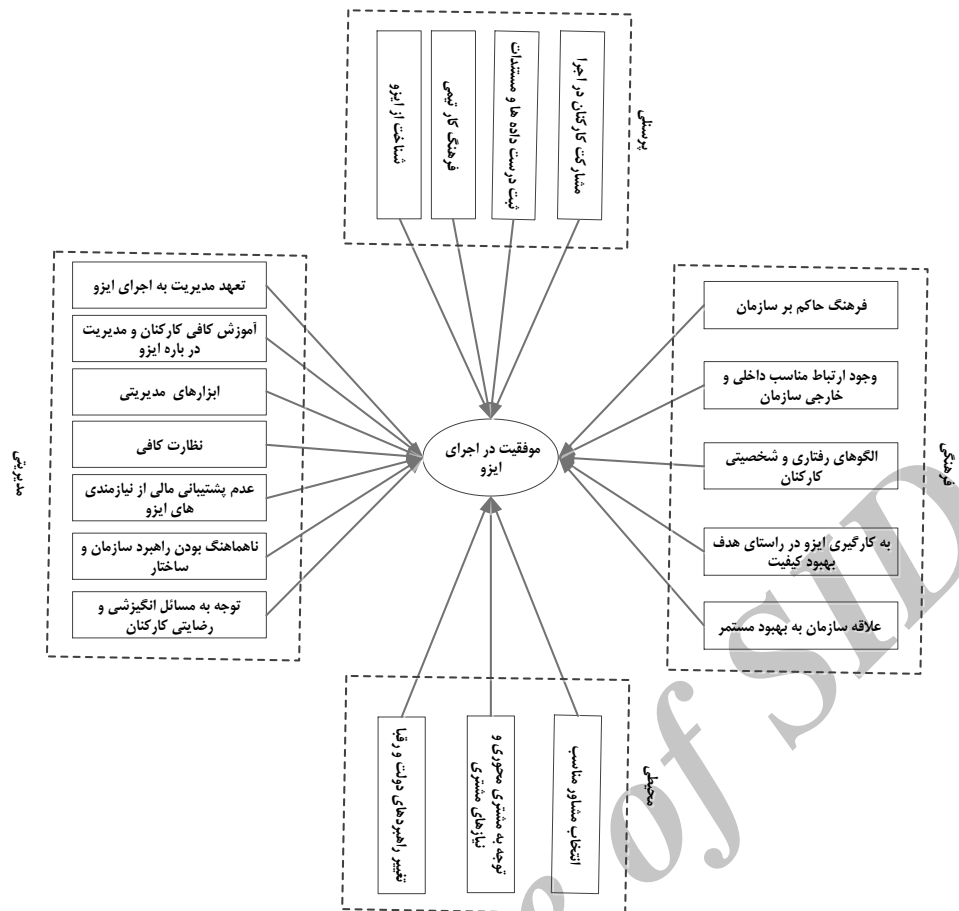 پرسنلی
مشارکت کارکنان در اجرا
ثبت درست داده ها و مستندات
فرهنگ کار تیمی
شناخت از ایزو
فرهنگی
فرهنگ حاکم بر سازمان
وجود ارتباط مناسب داخلی و
خارجی سازمان
الگوهای رفتاری و شخصیتی
کارکنان
به کارگیری ایزو در راستای هدف
بهبود کیفیت
علاقه سازمان به بهبود مستمر
موفقیت در اجرای
ایزو
مدیریتی
تعهد مدیریت به اجرای ایزو
آموزش کافی کارکنان و مدیریت
در باره ایزو
ابزارهای مدیریتی
نظارت کافی
عدم پشتیبانی مالی از نیازمندی
های ایزو
ناهماهنگ بودن راهبرد سازمان و
ساختار
توجه به مسائل انگیزشی و
رضایتی کارکنان
محیطی
انتخاب مشاور مناسب
توجه به مشتری محوری و
نیازهای مشتری
تغییر راهبردهای دولت و رقبا
of SID